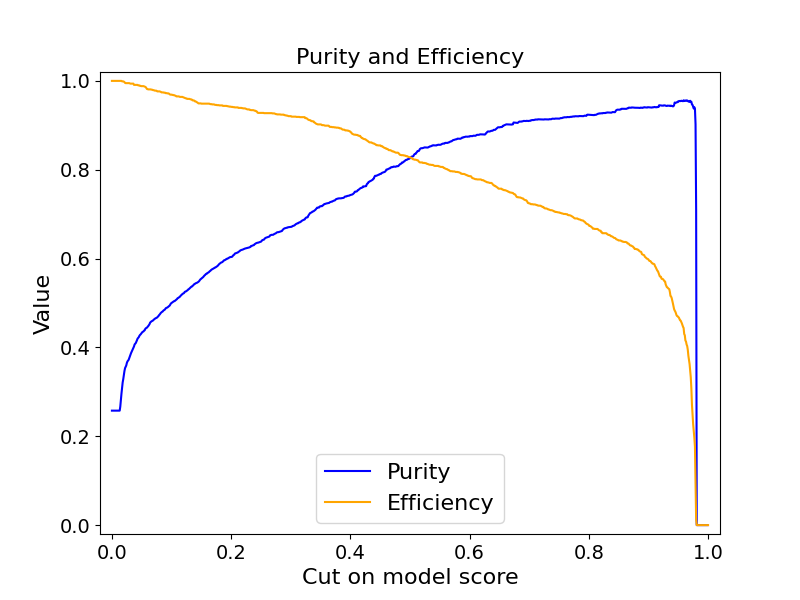 Purity and Efficiency
1.0
0.8
0.6
0.4
0.2
0.0
Value
Purity
Efficiency
0.0 0.2 0.4 0.6 0.8 1.0
Cut on model score